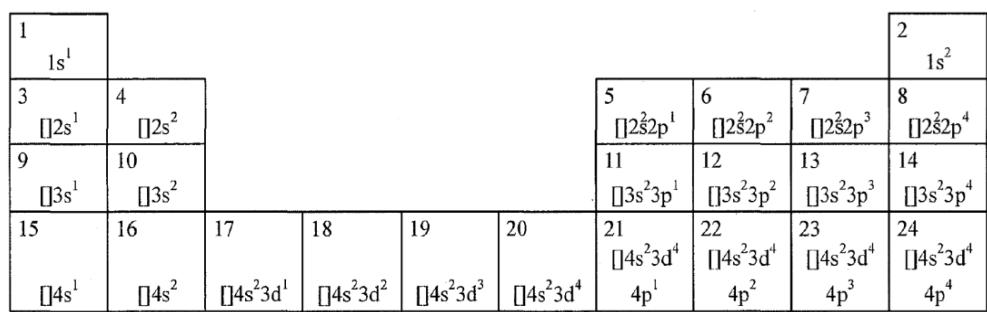 1 2
1s¹ 1s²
3 4 5 6 7 8
[]2s¹ []2s² []2s²2p¹ []2s²2p² []2s²2p³ []2s²2p⁴
9 10 11 12 13 14
[]3s¹ []3s² []3s²3p¹ []3s²3p² []3s²3p³ []3s²3p⁴
15 16 17 18 19 20 21 22 23 24
[]4s²3d⁴ []4s²3d⁴ []4s²3d⁴ []4s²3d⁴
[]4s¹ []4s² []4s²3d¹ []4s²3d² []4s²3d³ []4s²3d⁴ 4p¹ 4p² 4p³ 4p⁴